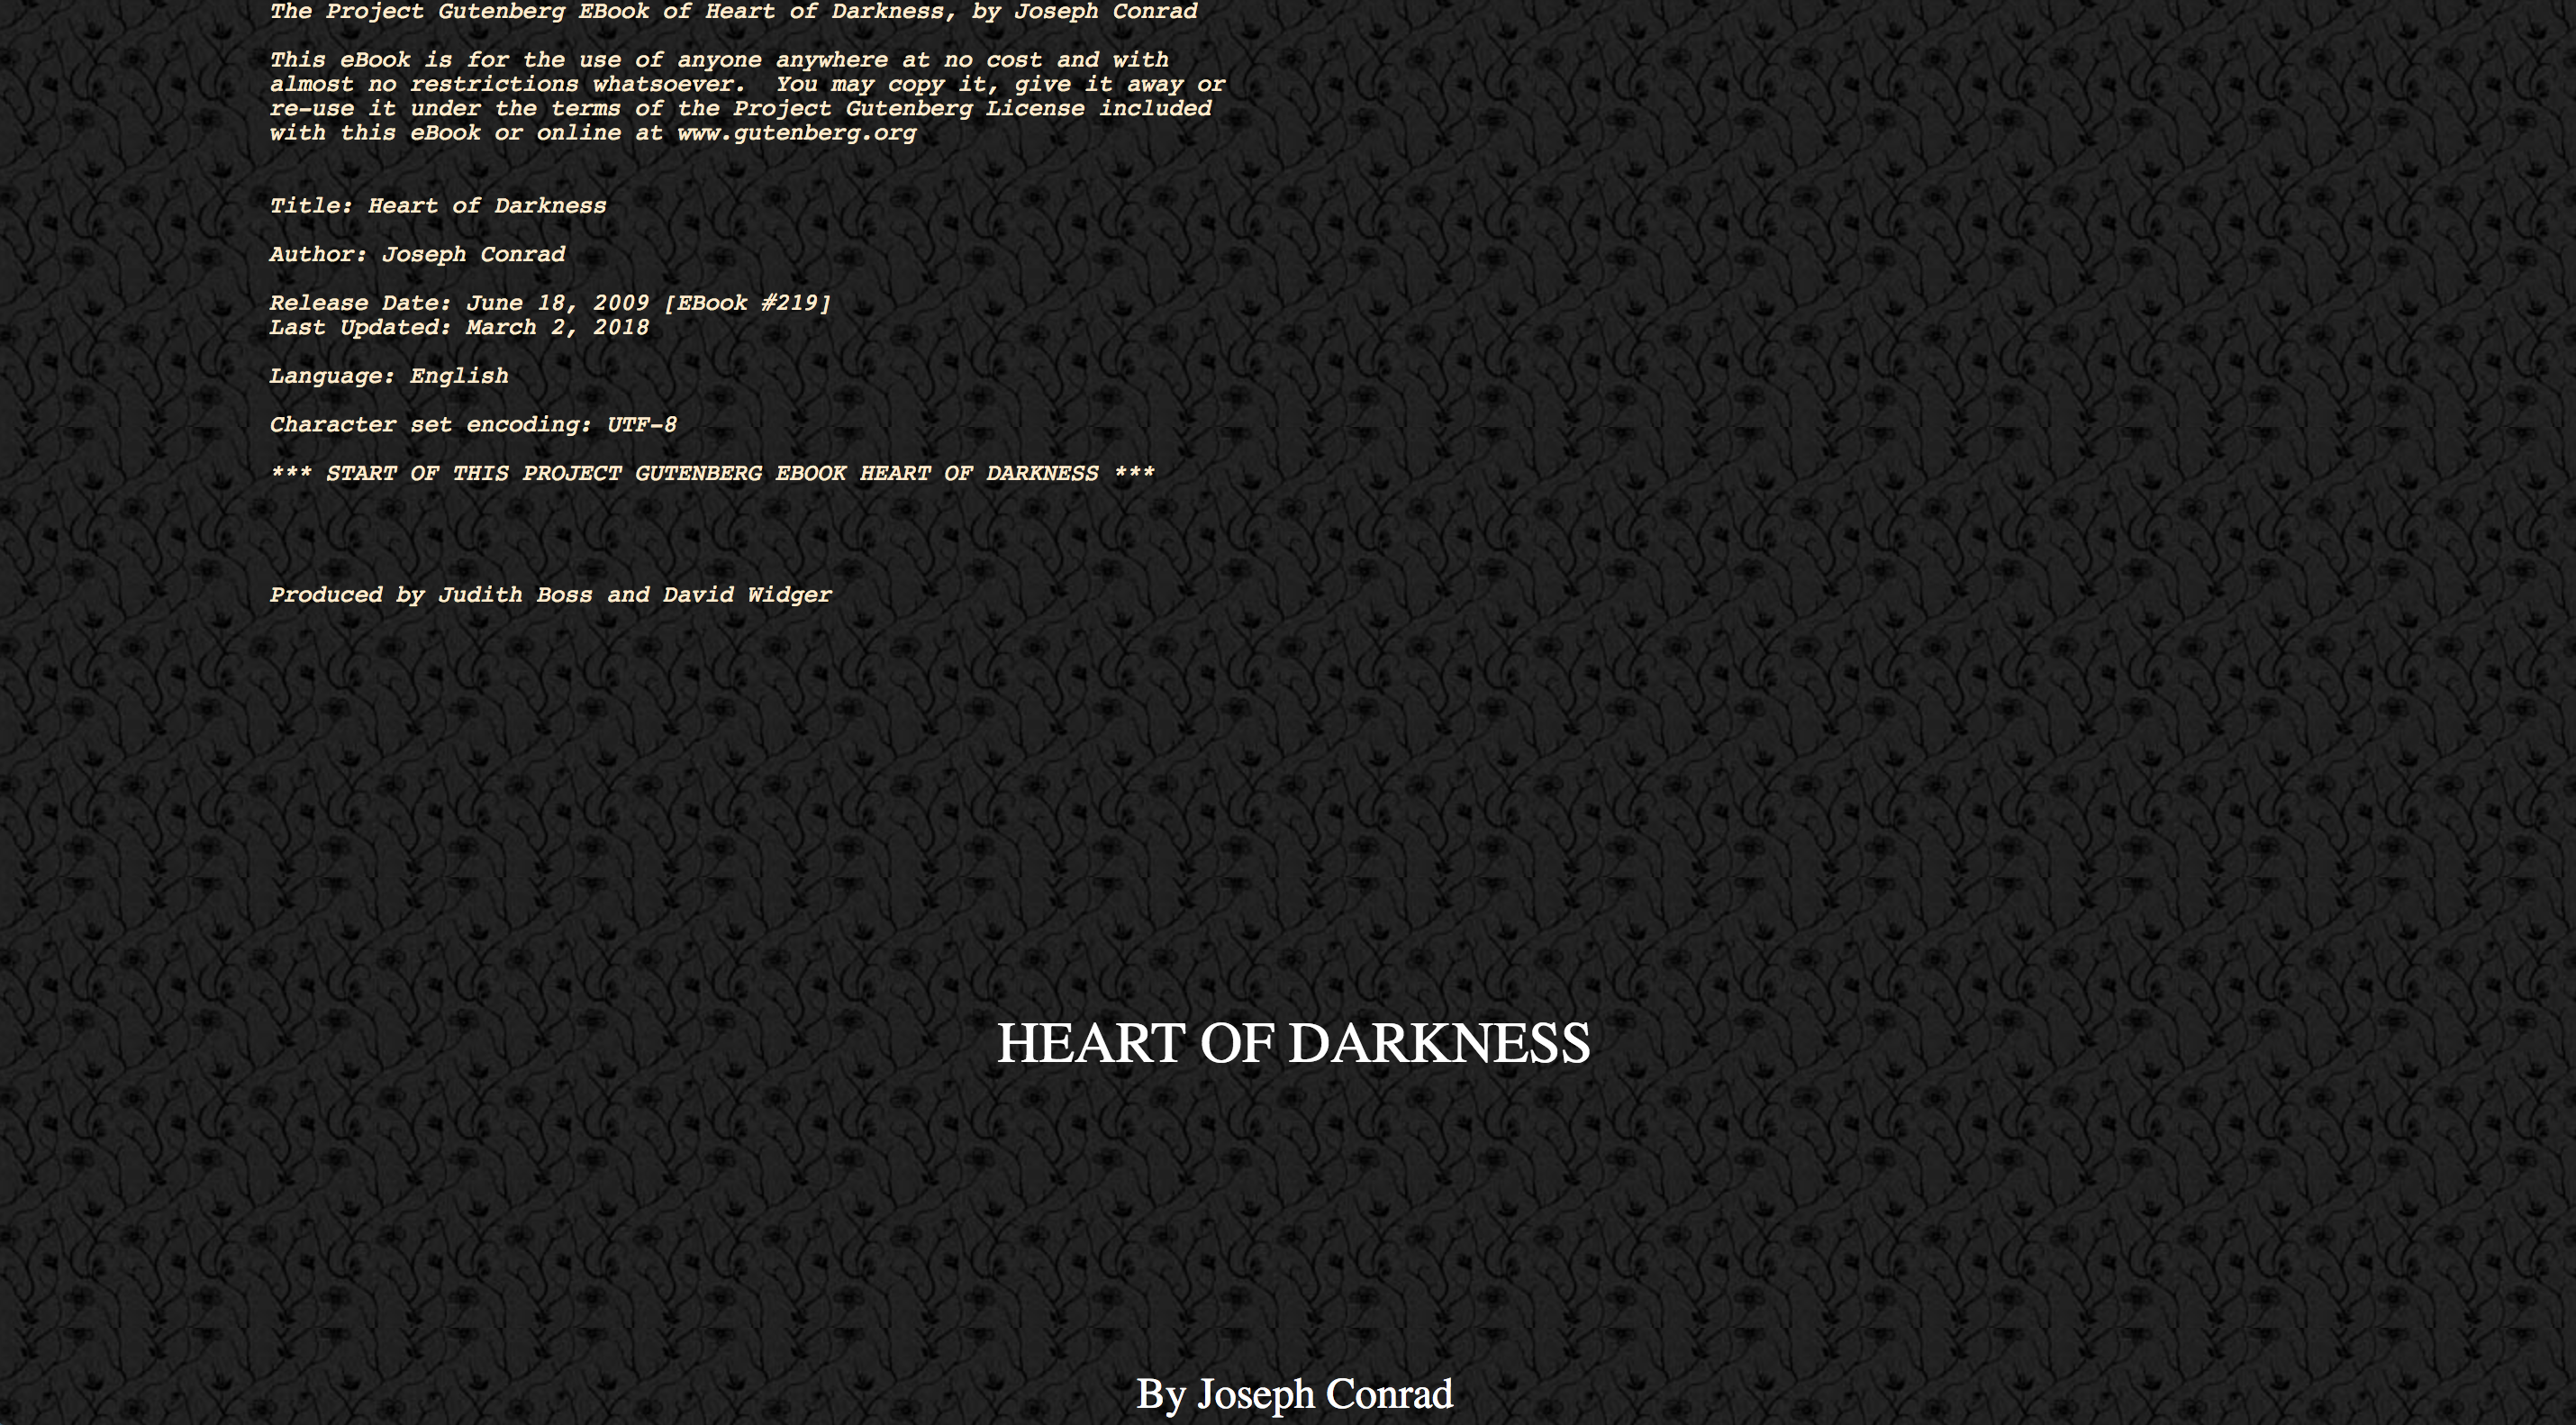 The Project Gutenberg EBook of Heart of Darkness, by Joseph Conrad
This eBook is for the use of anyone anywhere at no cost and with
almost no restrictions whatsoever.  You may copy it, give it away or
re-use it under the terms of the Project Gutenberg License included
with this eBook or online at www.gutenberg.org
Title: Heart of Darkness
Author: Joseph Conrad
Release Date: June 18, 2009 [EBook #219]
Last Updated: March 2, 2018
Language: English
Character set encoding: UTF-8
*** START OF THIS PROJECT GUTENBERG EBOOK HEART OF DARKNESS ***
Produced by Judith Boss and David Widger
HEART OF DARKNESS
By Joseph Conrad